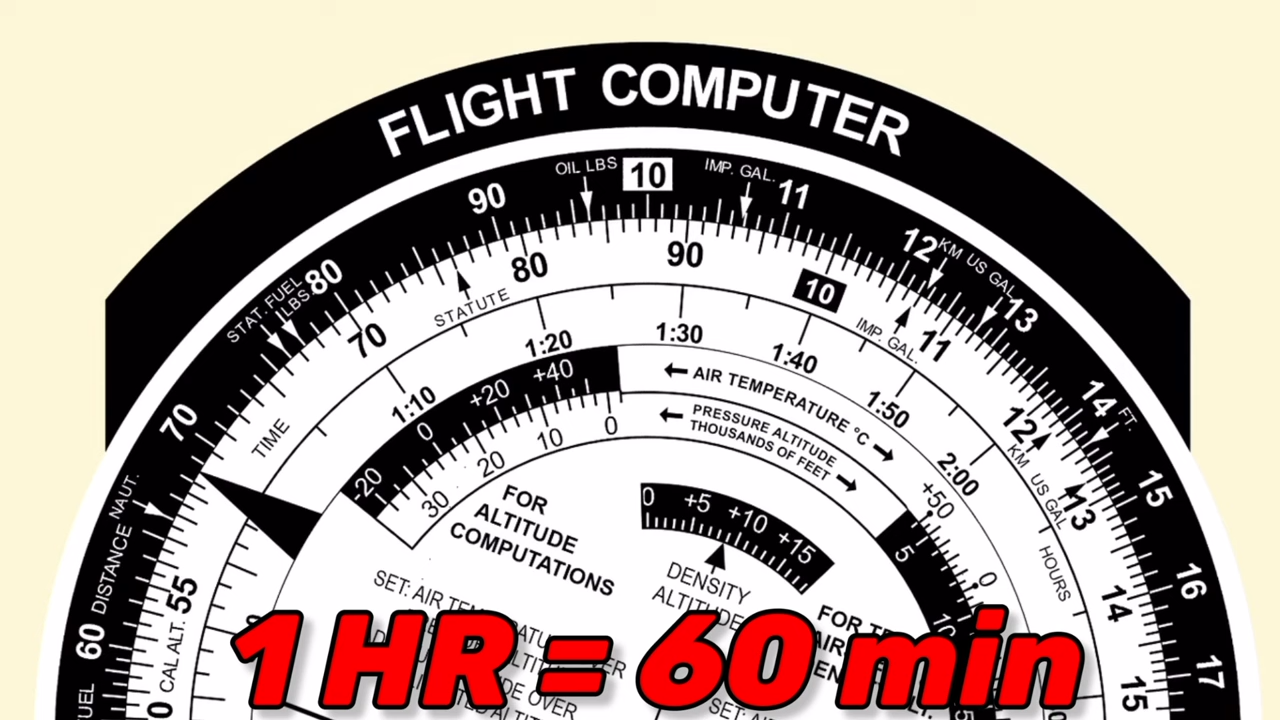 FLIGHT COMPUTER
OIL LBS
10
IMP. GAL.
11
90
12
KM US GAL.
13
80
STAT. FUEL
LBS.
14
FT.
70
15
16
17
60
DISTANCE NAUT.
STATUTE
80
90
10
IMP. GAL.
11
70
12
KM US GAL
13
14
15
55
CAL ALT.
TIME
HOURS
1:10
1:20
1:30
1:40
1:50
2:00
-20
0
+20
+40
← AIR TEMPERATURE °C →
← PRESSURE ALTITUDE
THOUSANDS OF FEET →
30
20
10
0
+50
0
5
10
FOR
ALTITUDE
COMPUTATIONS
0 +5 +10 +15
DENSITY
ALTITUDE
SET: AIR
1 HR = 60 min